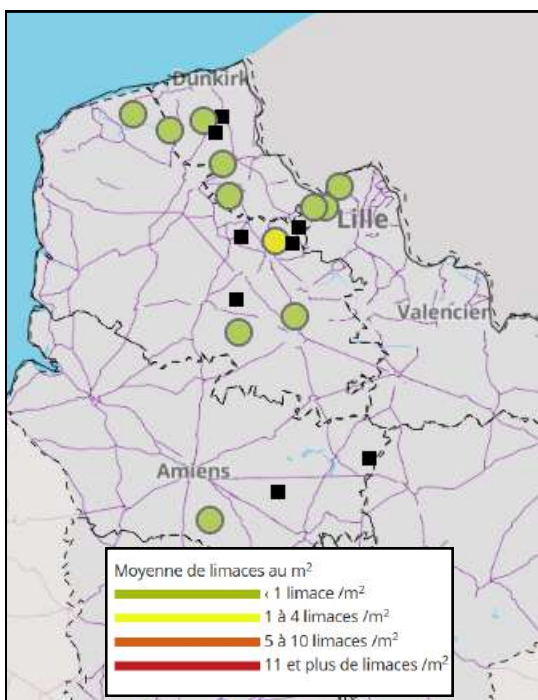 Dunkirk
Lille
Valencien
Amiens
Moyenne de limaces au m²
‹ 1 limace /m²
1 à 4 limaces /m²
5 à 10 limaces /m²
11 et plus de limaces /m²